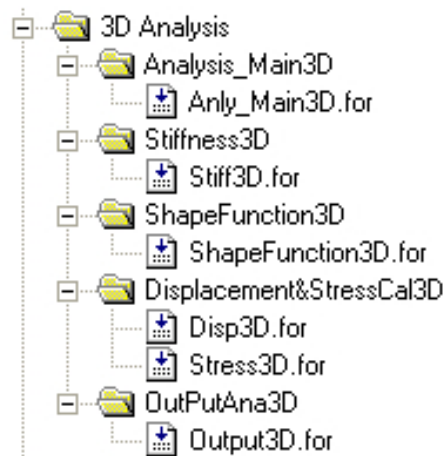 3D Analysis
Analysis_Main3D
Anly_Main3D.for
Stiffness3D
Stiff3D.for
ShapeFunction3D
ShapeFunction3D.for
Displacement&StressCal3D
Disp3D.for
Stress3D.for
OutPutAna3D
Output3D.for